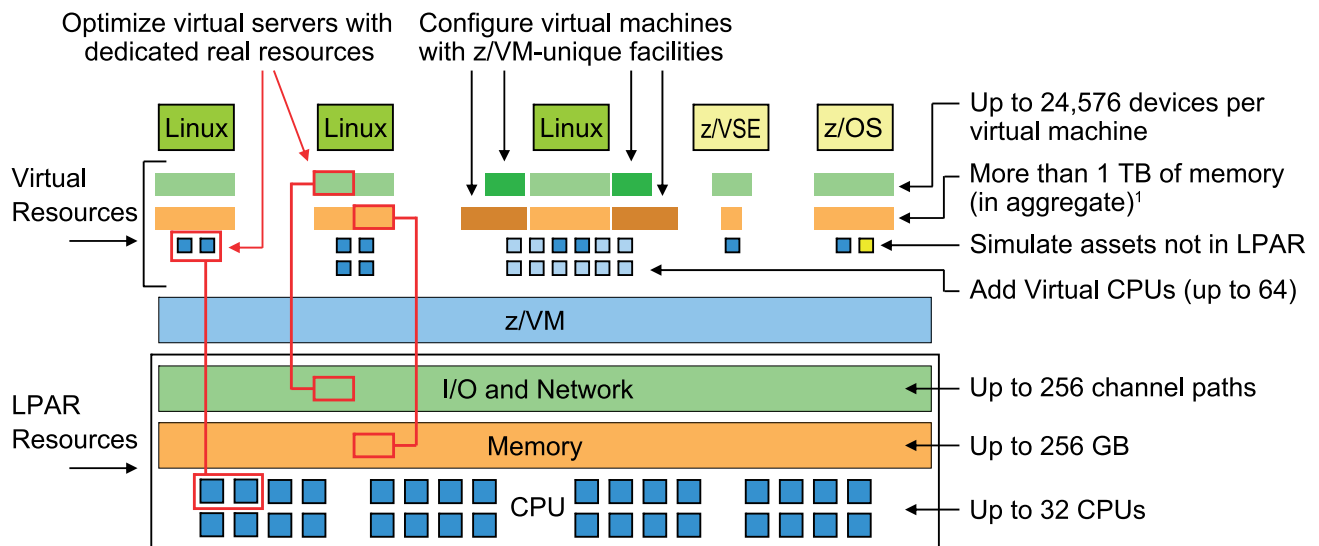 Optimize virtual servers with
dedicated real resources
Configure virtual machines
with z/VM-unique facilities
Linux
Linux
Linux
z/VSE
z/OS
Up to 24,576 devices per
virtual machine
Virtual
Resources
More than 1 TB of memory
(in aggregate)1
Simulate assets not in LPAR
Add Virtual CPUs (up to 64)
z/VM
LPAR
Resources
I/O and Network
Up to 256 channel paths
Memory
Up to 256 GB
CPU
Up to 32 CPUs